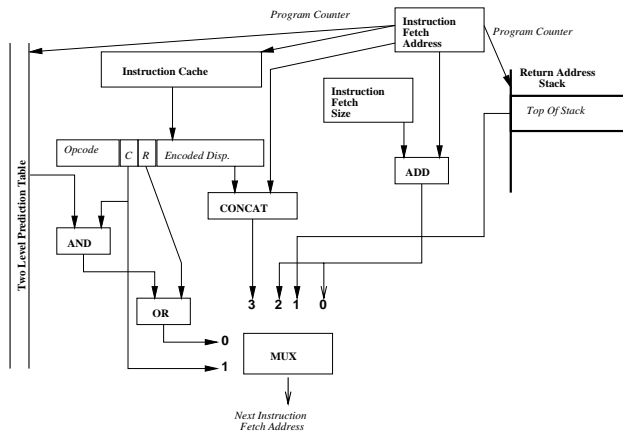 Program Counter
Instruction
Fetch
Address
Program Counter
Instruction Cache
Return Address
Stack
Instruction
Fetch
Size
Top Of Stack
Opcode
C
R
Encoded Disp.
ADD
CONCAT
Two Level Prediction Table
AND
3
2
1
0
OR
0
MUX
1
Next Instruction
Fetch Address